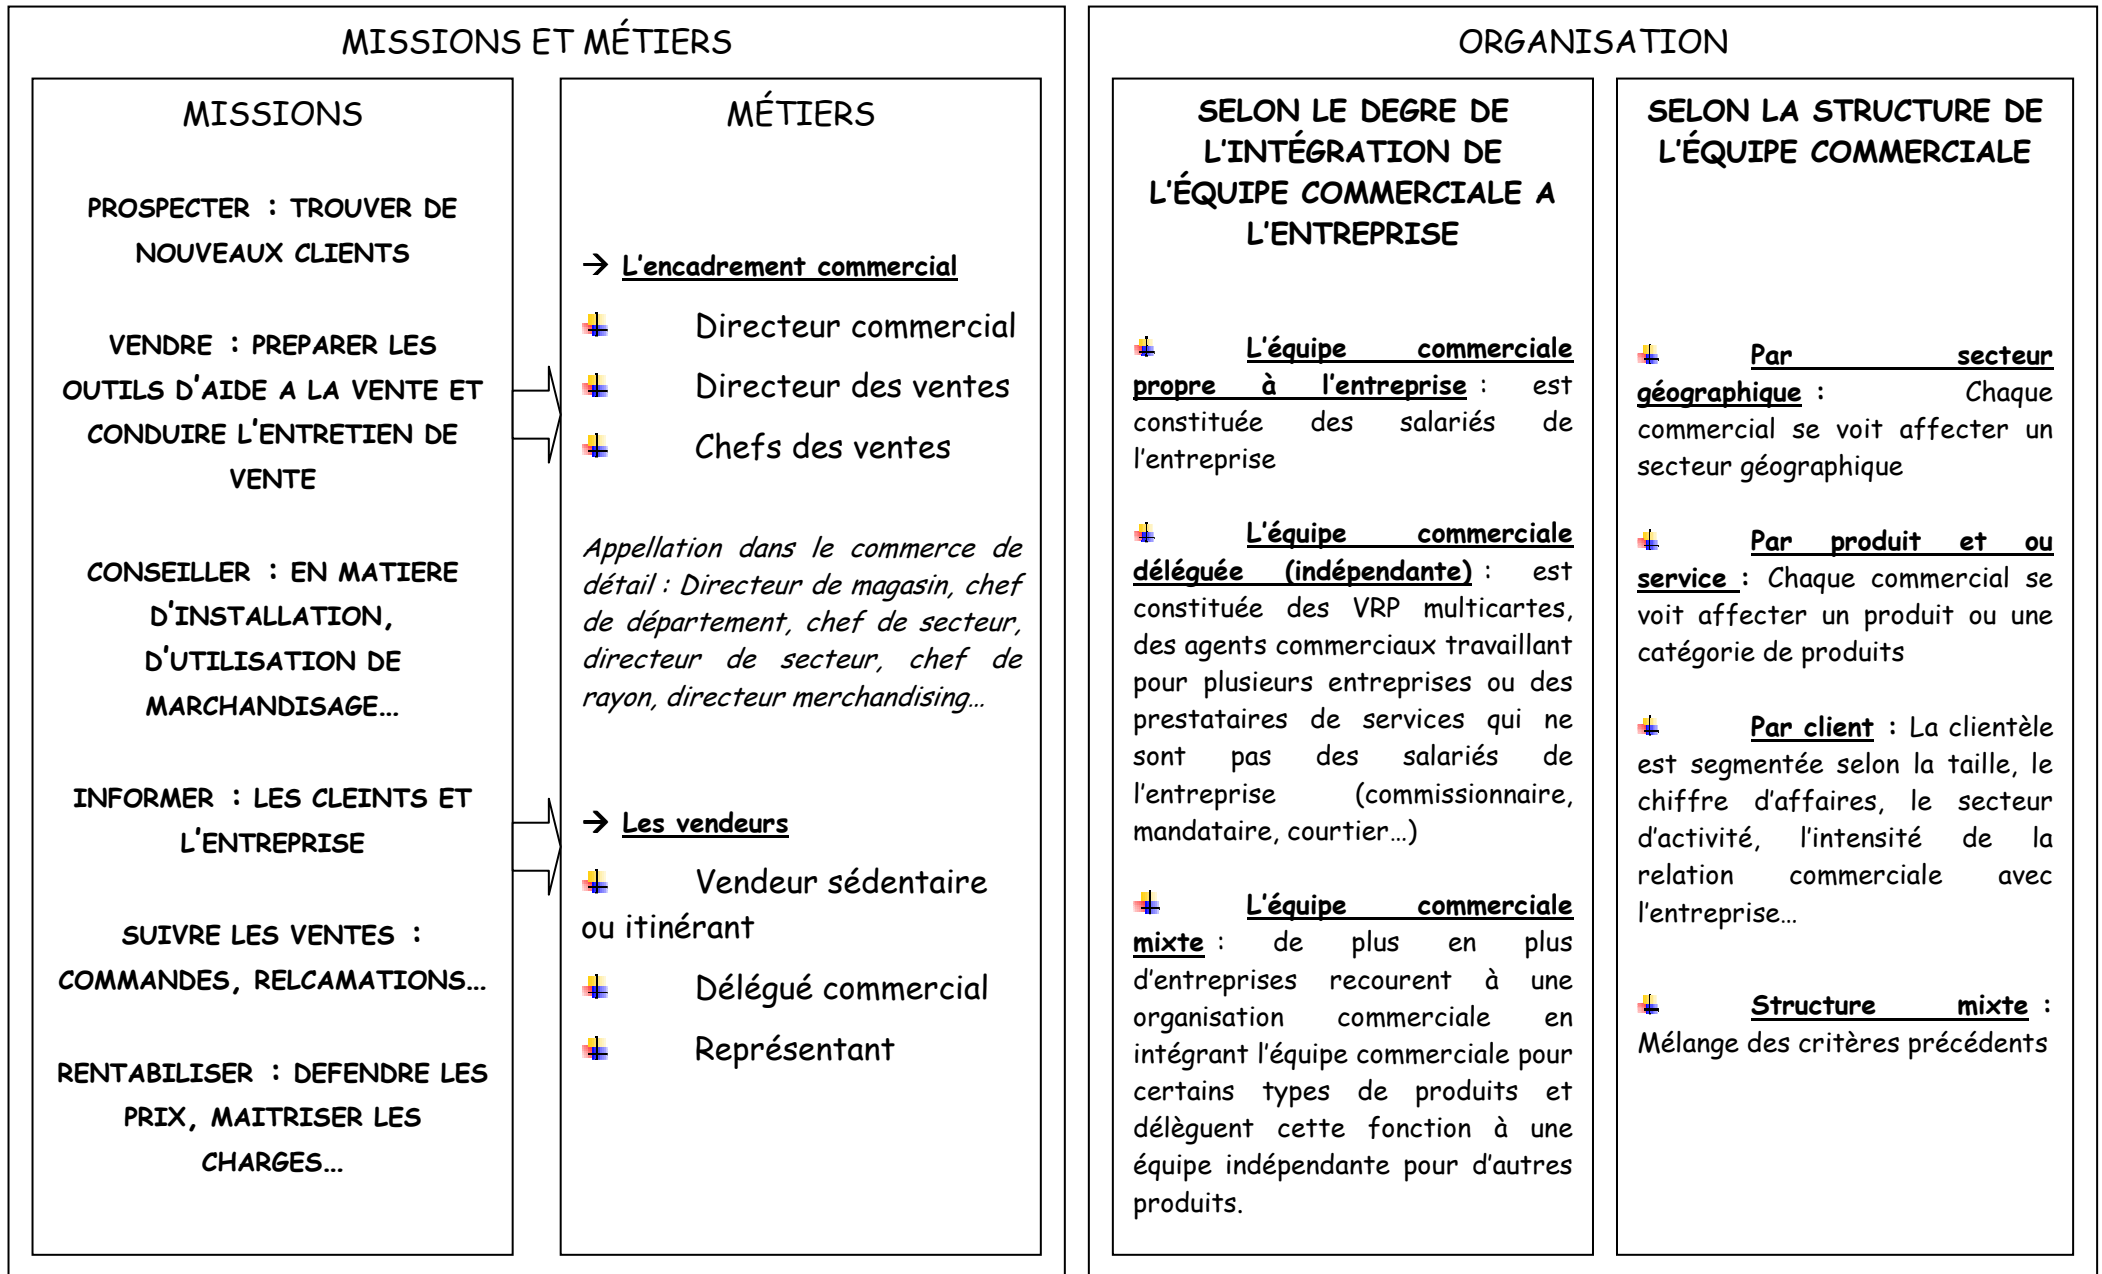 MISSIONS ET MÉTIERS
MISSIONS
PROSPECTER : TROUVER DE
NOUVEAUX CLIENTS
VENDRE : PREPARER LES
OUTILS D'AIDE A LA VENTE ET
CONDUIRE L'ENTRETIEN DE
VENTE
CONSEILLER : EN MATIERE
D'INSTALLATION,
D'UTILISATION DE
MARCHANDISAGE…
INFORMER : LES CLEINTS ET
L'ENTREPRISE
SUIVRE LES VENTES :
COMMANDES, RELCAMATIONS…
RENTABILISER : DEFENDRE LES
PRIX, MAITRISER LES
CHARGES…
MÉTIERS
→ L'encadrement commercial
Directeur commercial
Directeur des ventes
Chefs des ventes
Appellation dans le commerce de
détail : Directeur de magasin, chef
de département, chef de secteur,
directeur de secteur, chef de
rayon, directeur merchandising…
→ Les vendeurs
Vendeur sédentaire
ou itinérant
Délégué commercial
Représentant
ORGANISATION
SELON LE DEGRE DE
L'INTÉGRATION DE
L'ÉQUIPE COMMERCIALE A
L'ENTREPRISE
L'équipe commerciale
propre à l'entreprise : est
constituée des salariés de
l'entreprise
L'équipe commerciale
déléguée (indépendante) : est
constituée des VRP multicartes,
des agents commerciaux travaillant
pour plusieurs entreprises ou des
prestataires de services qui ne
sont pas des salariés de
l'entreprise (commissionnaire,
mandataire, courtier…)
L'équipe commerciale
mixte : de plus en plus
d'entreprises recourent à une
organisation commerciale en
intégrant l'équipe commerciale pour
certains types de produits et
délèguent cette fonction à une
équipe indépendante pour d'autres
produits.
SELON LA STRUCTURE DE
L'ÉQUIPE COMMERCIALE
Par secteur
géographique : Chaque
commercial se voit affecter un
secteur géographique
Par produit et ou
service : Chaque commercial se
voit affecter un produit ou une
catégorie de produits
Par client : La clientèle
est segmentée selon la taille, le
chiffre d'affaires, le secteur
d'activité, l'intensité de la
relation commerciale avec
l'entreprise…
Structure mixte :
Mélange des critères précédents